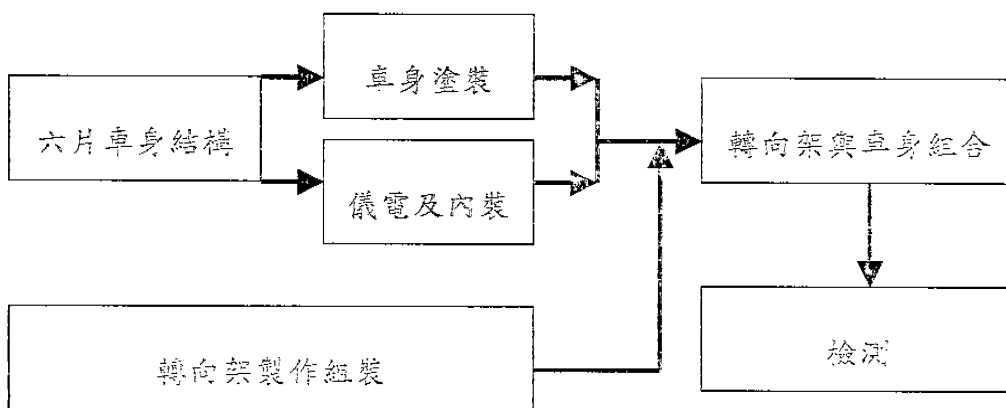 車身塗裝
六片車身結構
轉向架與車身組合
儀電及內裝
轉向架製作組裝
檢測